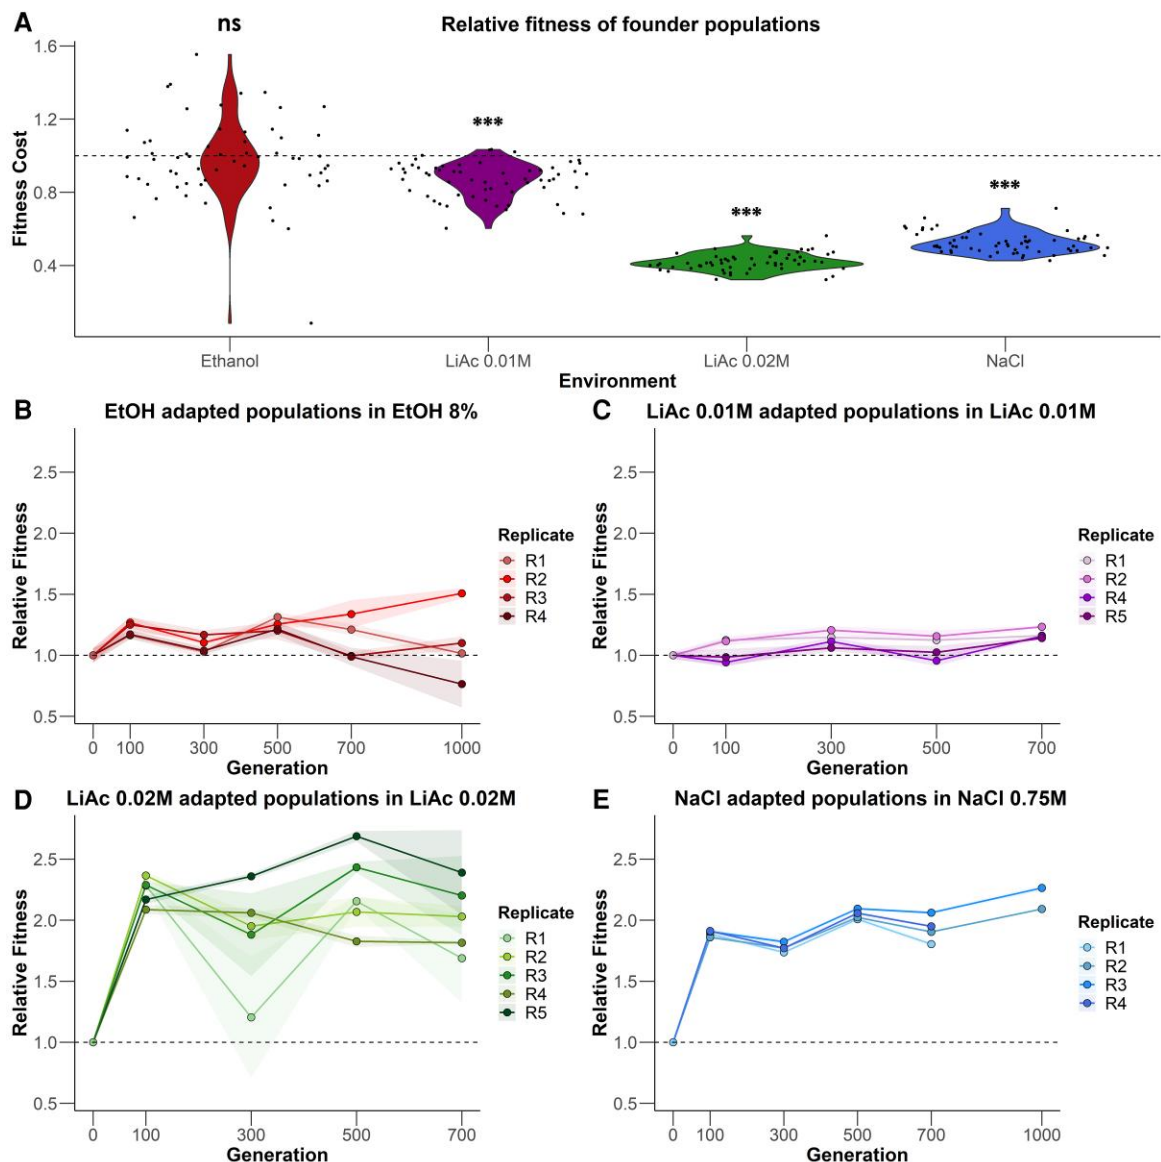 A
ns
Relative fitness of founder populations
1.6
1.2
0.8
0.4
Fitness Cost
***
***
***
Ethanol
LiAc 0.01M
LiAc 0.02M
NaCl
Environment
B
EtOH adapted populations in EtOH 8%
2.5
2.0
1.5
1.0
0.5
Relative Fitness
0
100
300
500
700
1000
Generation
Replicate
R1
R2
R3
R4
C
LiAc 0.01M adapted populations in LiAc 0.01M
2.5
2.0
1.5
1.0
0.5
Relative Fitness
0
100
300
500
700
Generation
Replicate
R1
R2
R4
R5
D
LiAc 0.02M adapted populations in LiAc 0.02M
2.5
2.0
1.5
1.0
0.5
Relative Fitness
0
100
300
500
700
Generation
Replicate
R1
R2
R3
R4
R5
E
NaCl adapted populations in NaCl 0.75M
2.5
2.0
1.5
1.0
0.5
Relative Fitness
0
100
300
500
700
1000
Generation
Replicate
R1
R2
R3
R4